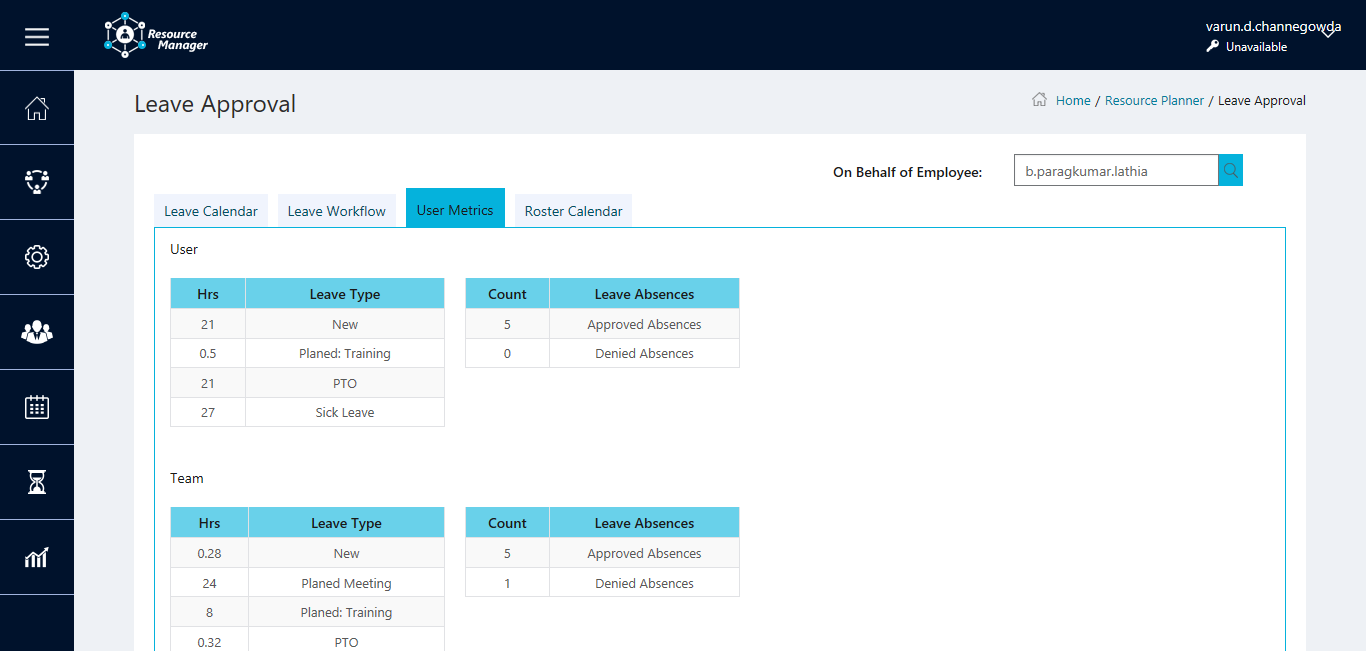 Resource
Manager
varun.d.channegowda
Unavailable
Leave Approval
Home / Resource Planner / Leave Approval
On Behalf of Employee: b.paragkumar.lathia
Leave Calendar Leave Workflow User Metrics Roster Calendar
User
Hrs Leave Type Count Leave Absences
21 New 5 Approved Absences
0.5 Planed: Training 0 Denied Absences
21 PTO
27 Sick Leave
Team
Hrs Leave Type Count Leave Absences
0.28 New 5 Approved Absences
24 Planed Meeting 1 Denied Absences
8 Planed: Training
0.32 PTO